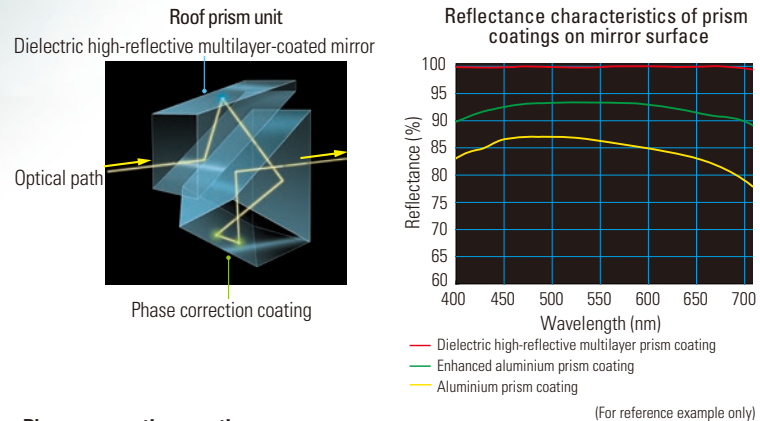 Roof prism unit
Dielectric high-reflective multilayer-coated mirror
Optical path
Phase correction coating
Reflectance characteristics of prism
coatings on mirror surface
Reflectance (%)
100
95
90
85
80
75
70
65
60
400 450 500 550 600 650 700
Wavelength (nm)
Dielectric high-reflective multilayer prism coating
Enhanced aluminium prism coating
Aluminium prism coating
(For reference example only)